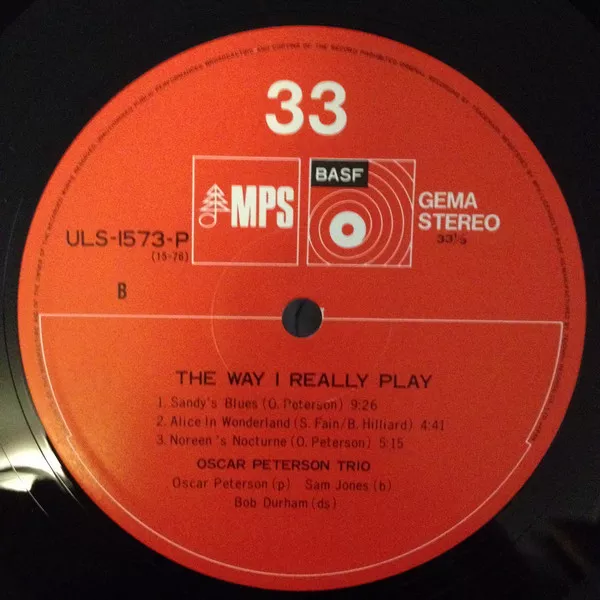 33
MPS
BASF
GEMA
STEREO
33⅓
ULS-1573-P
(15-76)
B
THE WAY I REALLY PLAY
1. Sandy's Blues (O. Peterson) 9:26
2. Alice In Wonderland (S. Fain/B. Hilliard) 4:41
3. Noreen's Nocturne (O. Peterson) 5:15
OSCAR PETERSON TRIO
Oscar Peterson (p) Sam Jones (b)
Bob Durham (ds)